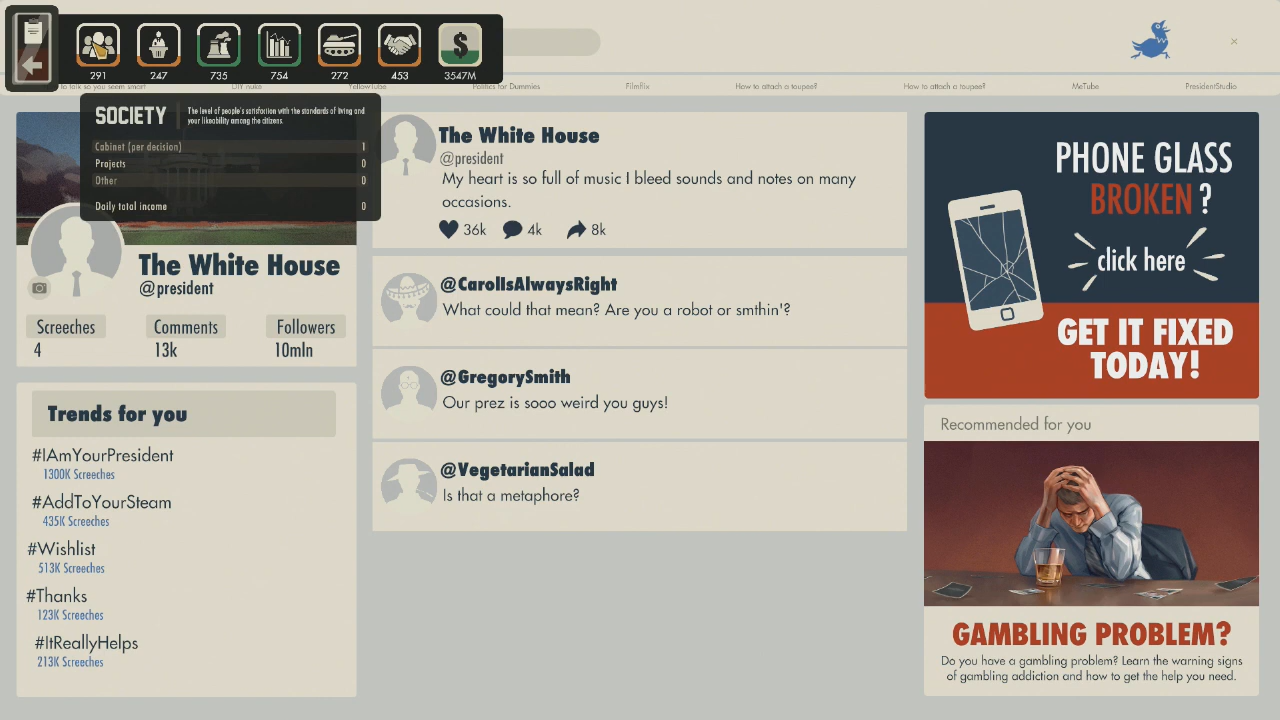 291
247
735
754
272
453
3547M
to talk so you seem smart
DIY nuke
YellowTube
Politics for Dummies
Filmflix
How to attach a toupee?
How to attach a toupee?
MeTube
PresidentStudio
SOCIETY
The level of people's satisfaction with the standards of living and
your likeability among the citizens.
Cabinet (per decision) 1
Projects 0
Other 0
Daily total income 0
The White House
@president
Screeches
Comments
Followers
4
13k
10mln
Trends for you
#IAmYourPresident
1300K Screeches
#AddToYourSteam
435K Screeches
#Wishlist
513K Screeches
#Thanks
123K Screeches
#ItReallyHelps
213K Screeches
The White House
@president
My heart is so full of music I bleed sounds and notes on many
occasions.
36k
4k
8k
@CarolIsAlwaysRight
What could that mean? Are you a robot or smthin'?
@GregorySmith
Our prez is sooo weird you guys!
@VegetarianSalad
Is that a metaphore?
PHONE GLASS
BROKEN ?
click here
GET IT FIXED
TODAY!
Recommended for you
GAMBLING PROBLEM?
Do you have a gambling problem? Learn the warning signs
of gambling addiction and how to get the help you need.